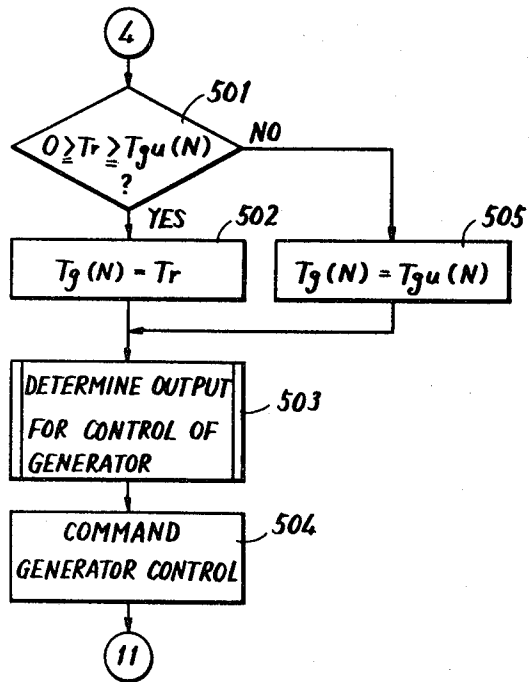 4
501
0 ≧ Tr ≧ Tgu (N)
?
NO
YES
502
Tg (N) = Tr
505
Tg (N) = Tgu (N)
DETERMINE OUTPUT
FOR CONTROL OF
GENERATOR
503
COMMAND
GENERATOR CONTROL
504
11